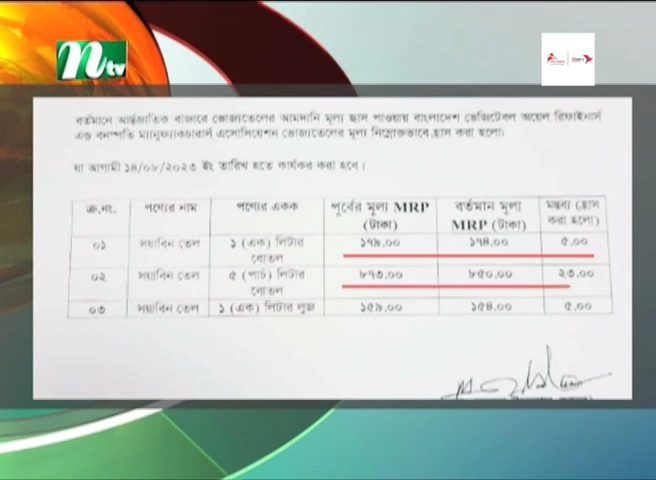 ntv
বর্তমানে আর্ন্তজাতিক বাজারে ভোজ্যতেলের আমদানি মূল্য হ্রাস পাওয়ায় বাংলাদেশ ভেজিটেবল অয়েল রিফাইনার্স
এন্ড বনস্পতি ম্যানুফ্যাকচারার্স এসোসিয়েশন ভোজ্যতেলের মূল্য নিম্নোক্তভাবে হ্রাস করা হলো।
যা আগামী ১৪/০৮/২০২৩ ইং তারিখ হতে কার্যকর করা হবে।
ক্র.নং. পণ্যের নাম পণ্যের একক পূর্বের মূল্য MRP (টাকা) বর্তমান মূল্য MRP (টাকা) মন্তব্য (হ্রাস করা হলো)
০১ সয়াবিন তেল ১ (এক) লিটার বোতল ১৭৯.০০ ১৭৪.০০ ৫.০০
০২ সয়াবিন তেল ৫ (পাঁচ) লিটার বোতল ৮৭৩.০০ ৮৫০.০০ ২৩.০০
০৩ সয়াবিন তেল ১ (এক) লিটার লুজ ১৫৯.০০ ১৫৪.০০ ৫.০০